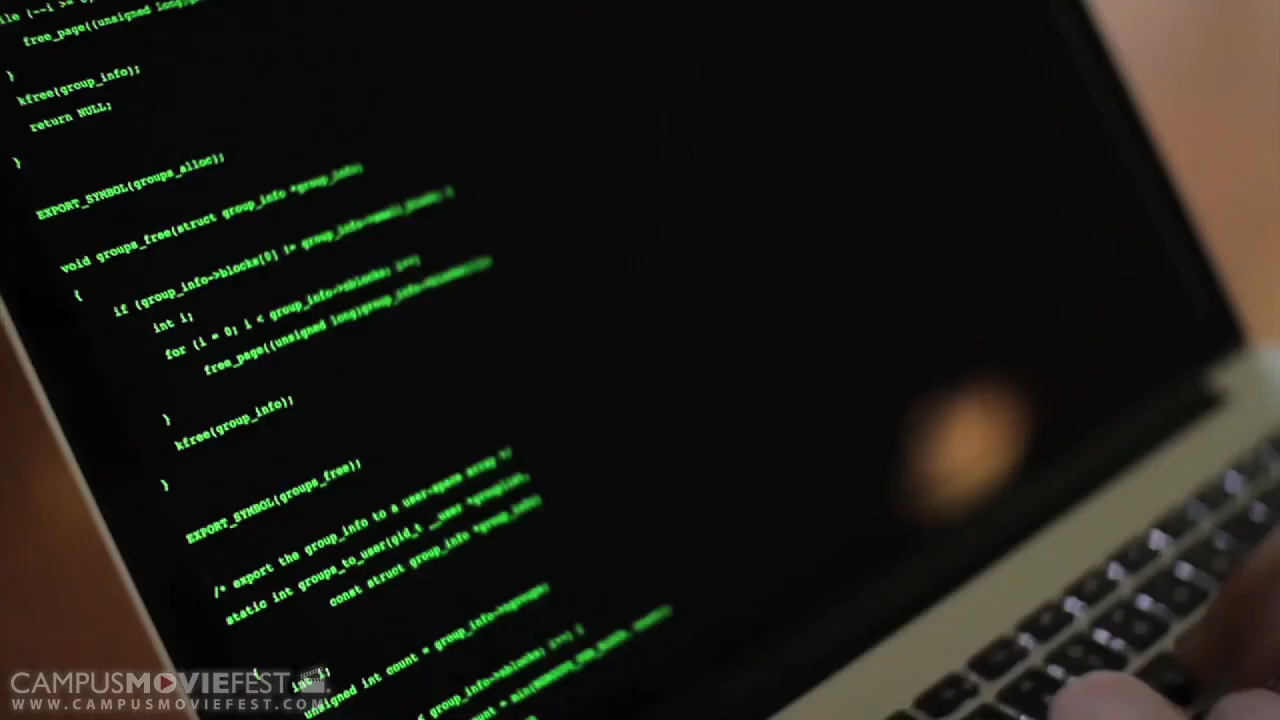 free_page((unsigned
}
kfree(group_info);
return NULL;
}
EXPORT_SYMBOL(groups_alloc);
void groups_free(struct group_info *group_info)
{
if (group_info->blocks[0] != group_info->small_block) {
int i;
for (i = 0; i < group_info->nblocks; i++)
free_page((unsigned long)group_info->blocks[i]);
}
kfree(group_info);
}
EXPORT_SYMBOL(groups_free);
/* export the group_info to a user-space array */
static int groups_to_user(gid_t __user *grouplist,
const struct group_info *group_info)
{
int i;
unsigned int count = group_info->ngroups;
group_info->nblocks; i++) {
CAMPUSMOVIEFEST
WWW.CAMPUSMOVIEFEST.COM